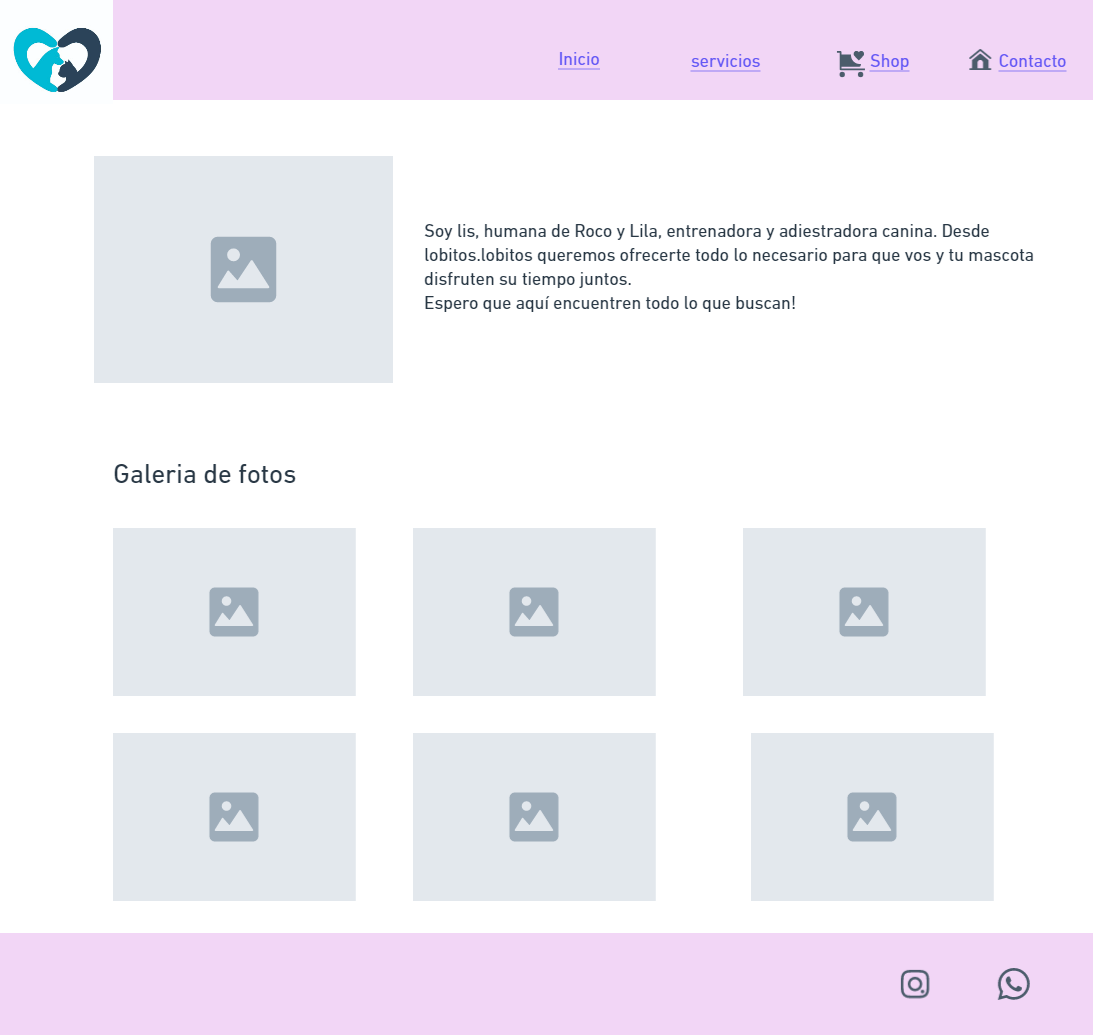 Inicio
servicios
Shop
Contacto
Soy lis, humana de Roco y Lila, entrenadora y adiestradora canina. Desde
lobitos.lobitos queremos ofrecerte todo lo necesario para que vos y tu mascota
disfruten su tiempo juntos.
Espero que aquí encuentren todo lo que buscan!
Galeria de fotos